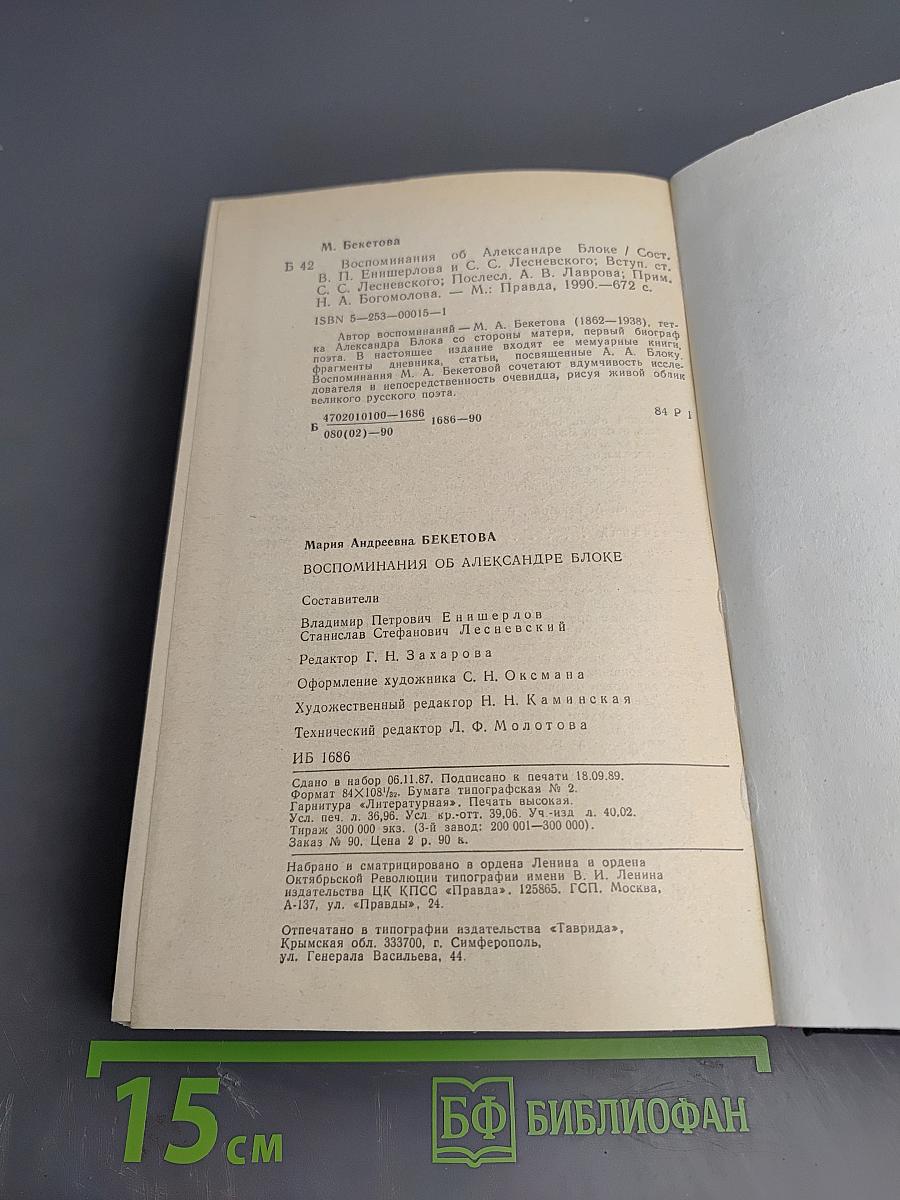 М. Бекетова
Б 42 Воспоминания об Александре Блоке / Сост.
В. П. Енишерлова и С. С. Лесневского; Вступ. ст.
С. С. Лесневского; Послесл. А. В. Лаврова; Прим.
Н. А. Богомолова. — М.: Правда, 1990.—672 с.
ISBN 5—253—00015—1
Автор воспоминаний — М. А. Бекетова (1862—1938), тет-
ка Александра Блока со стороны матери, первый биограф
поэта. В настоящее издание входят ее мемуарные книги,
фрагменты дневника, статьи, посвященные А. А. Блоку.
Воспоминания М. А. Бекетовой сочетают вдумчивость иссле-
дователя и непосредственность очевидца, рисуя живой облик
великого русского поэта.
Б 4702010100—1686 1686—90 84 Р 1
080(02)—90
Мария Андреевна БЕКЕТОВА
ВОСПОМИНАНИЯ ОБ АЛЕКСАНДРЕ БЛОКЕ
Составители
Владимир Петрович Енишерлов
Станислав Стефанович Лесневский
Редактор Г. Н. Захарова
Оформление художника С. Н. Оксмана
Художественный редактор Н. Н. Каминская
Технический редактор Л. Ф. Молотова
ИБ 1686
Сдано в набор 06.11.87. Подписано к печати 18.09.89.
Формат 84×108¹/₃₂. Бумага типографская № 2.
Гарнитура «Литературная». Печать высокая.
Усл. печ. л. 36,96. Усл кр.-отт. 39,06. Уч.-изд л. 40,02.
Тираж 300 000 экз. (3-й завод: 200 001—300 000).
Заказ № 90. Цена 2 р. 90 к.
Набрано и сматрицировано в ордена Ленина и ордена
Октябрьской Революции типографии имени В. И. Ленина
издательства ЦК КПСС «Правда». 125865. ГСП. Москва,
А-137, ул. «Правды», 24.
Отпечатано в типографии издательства «Таврида»,
Крымская обл. 333700, г. Симферополь,
ул. Генерала Васильева, 44.
15 см
БФ БИБЛИОФАН